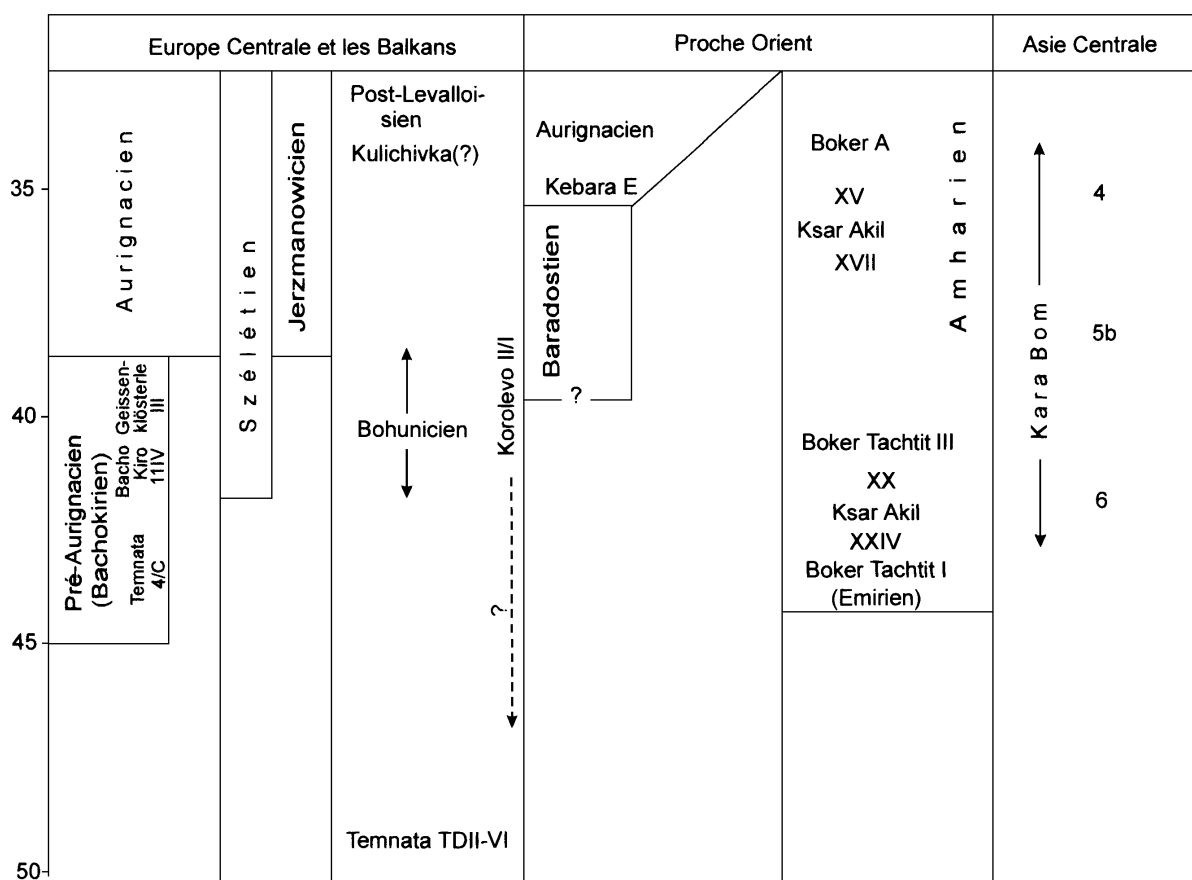 Europe Centrale et les Balkans
Proche Orient
Asie Centrale
35
40
45
50
Aurignacien
Pré-Aurignacien
(Bachokirien)
Geissen-
klösterle
III
Bacho
Kiro
11IV
Temnata
4/C
Szélétien
Jerzmanowicien
Post-Levalloi-
sien
Kulichivka(?)
Bohunicien
Korolevo II/I
?
Temnata TDII-VI
Aurignacien
Kebara E
Baradostien
?
Boker A
XV
Ksar Akil
XVII
Amharien
Boker Tachtit III
XX
Ksar Akil
XXIV
Boker Tachtit I
(Emirien)
Kara Bom
4
5b
6